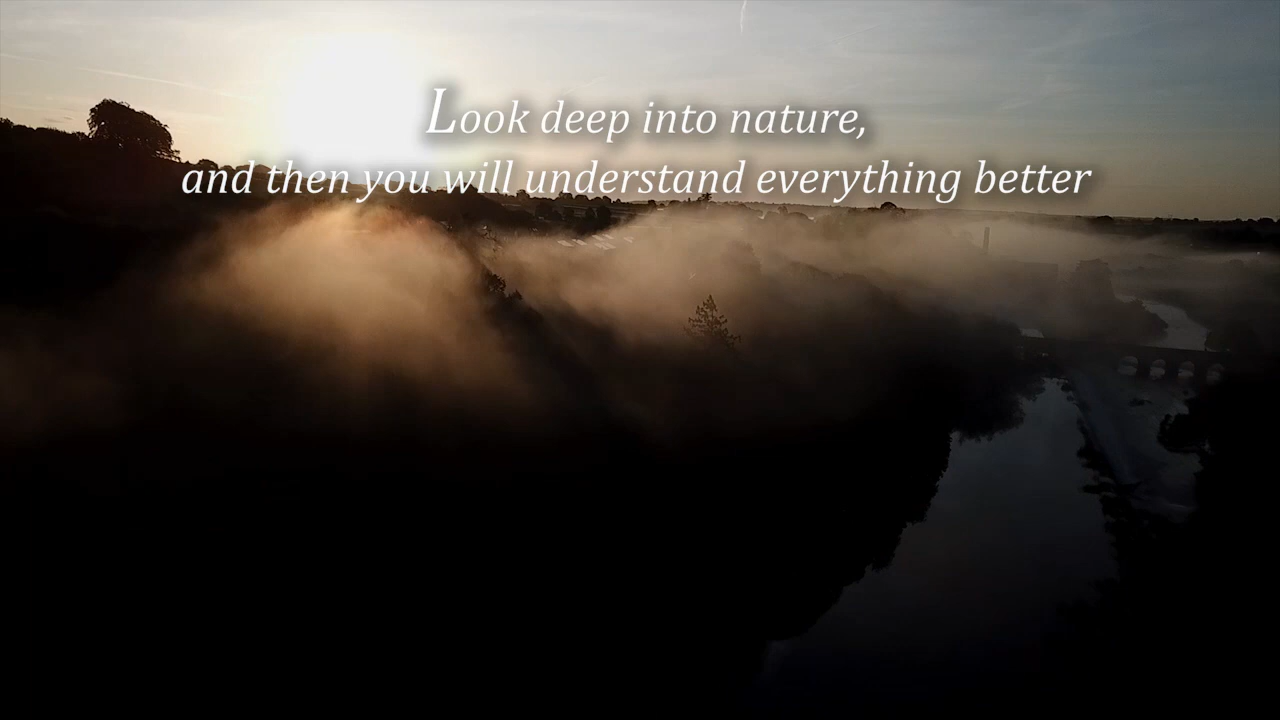 Look deep into nature,
and then you will understand everything better